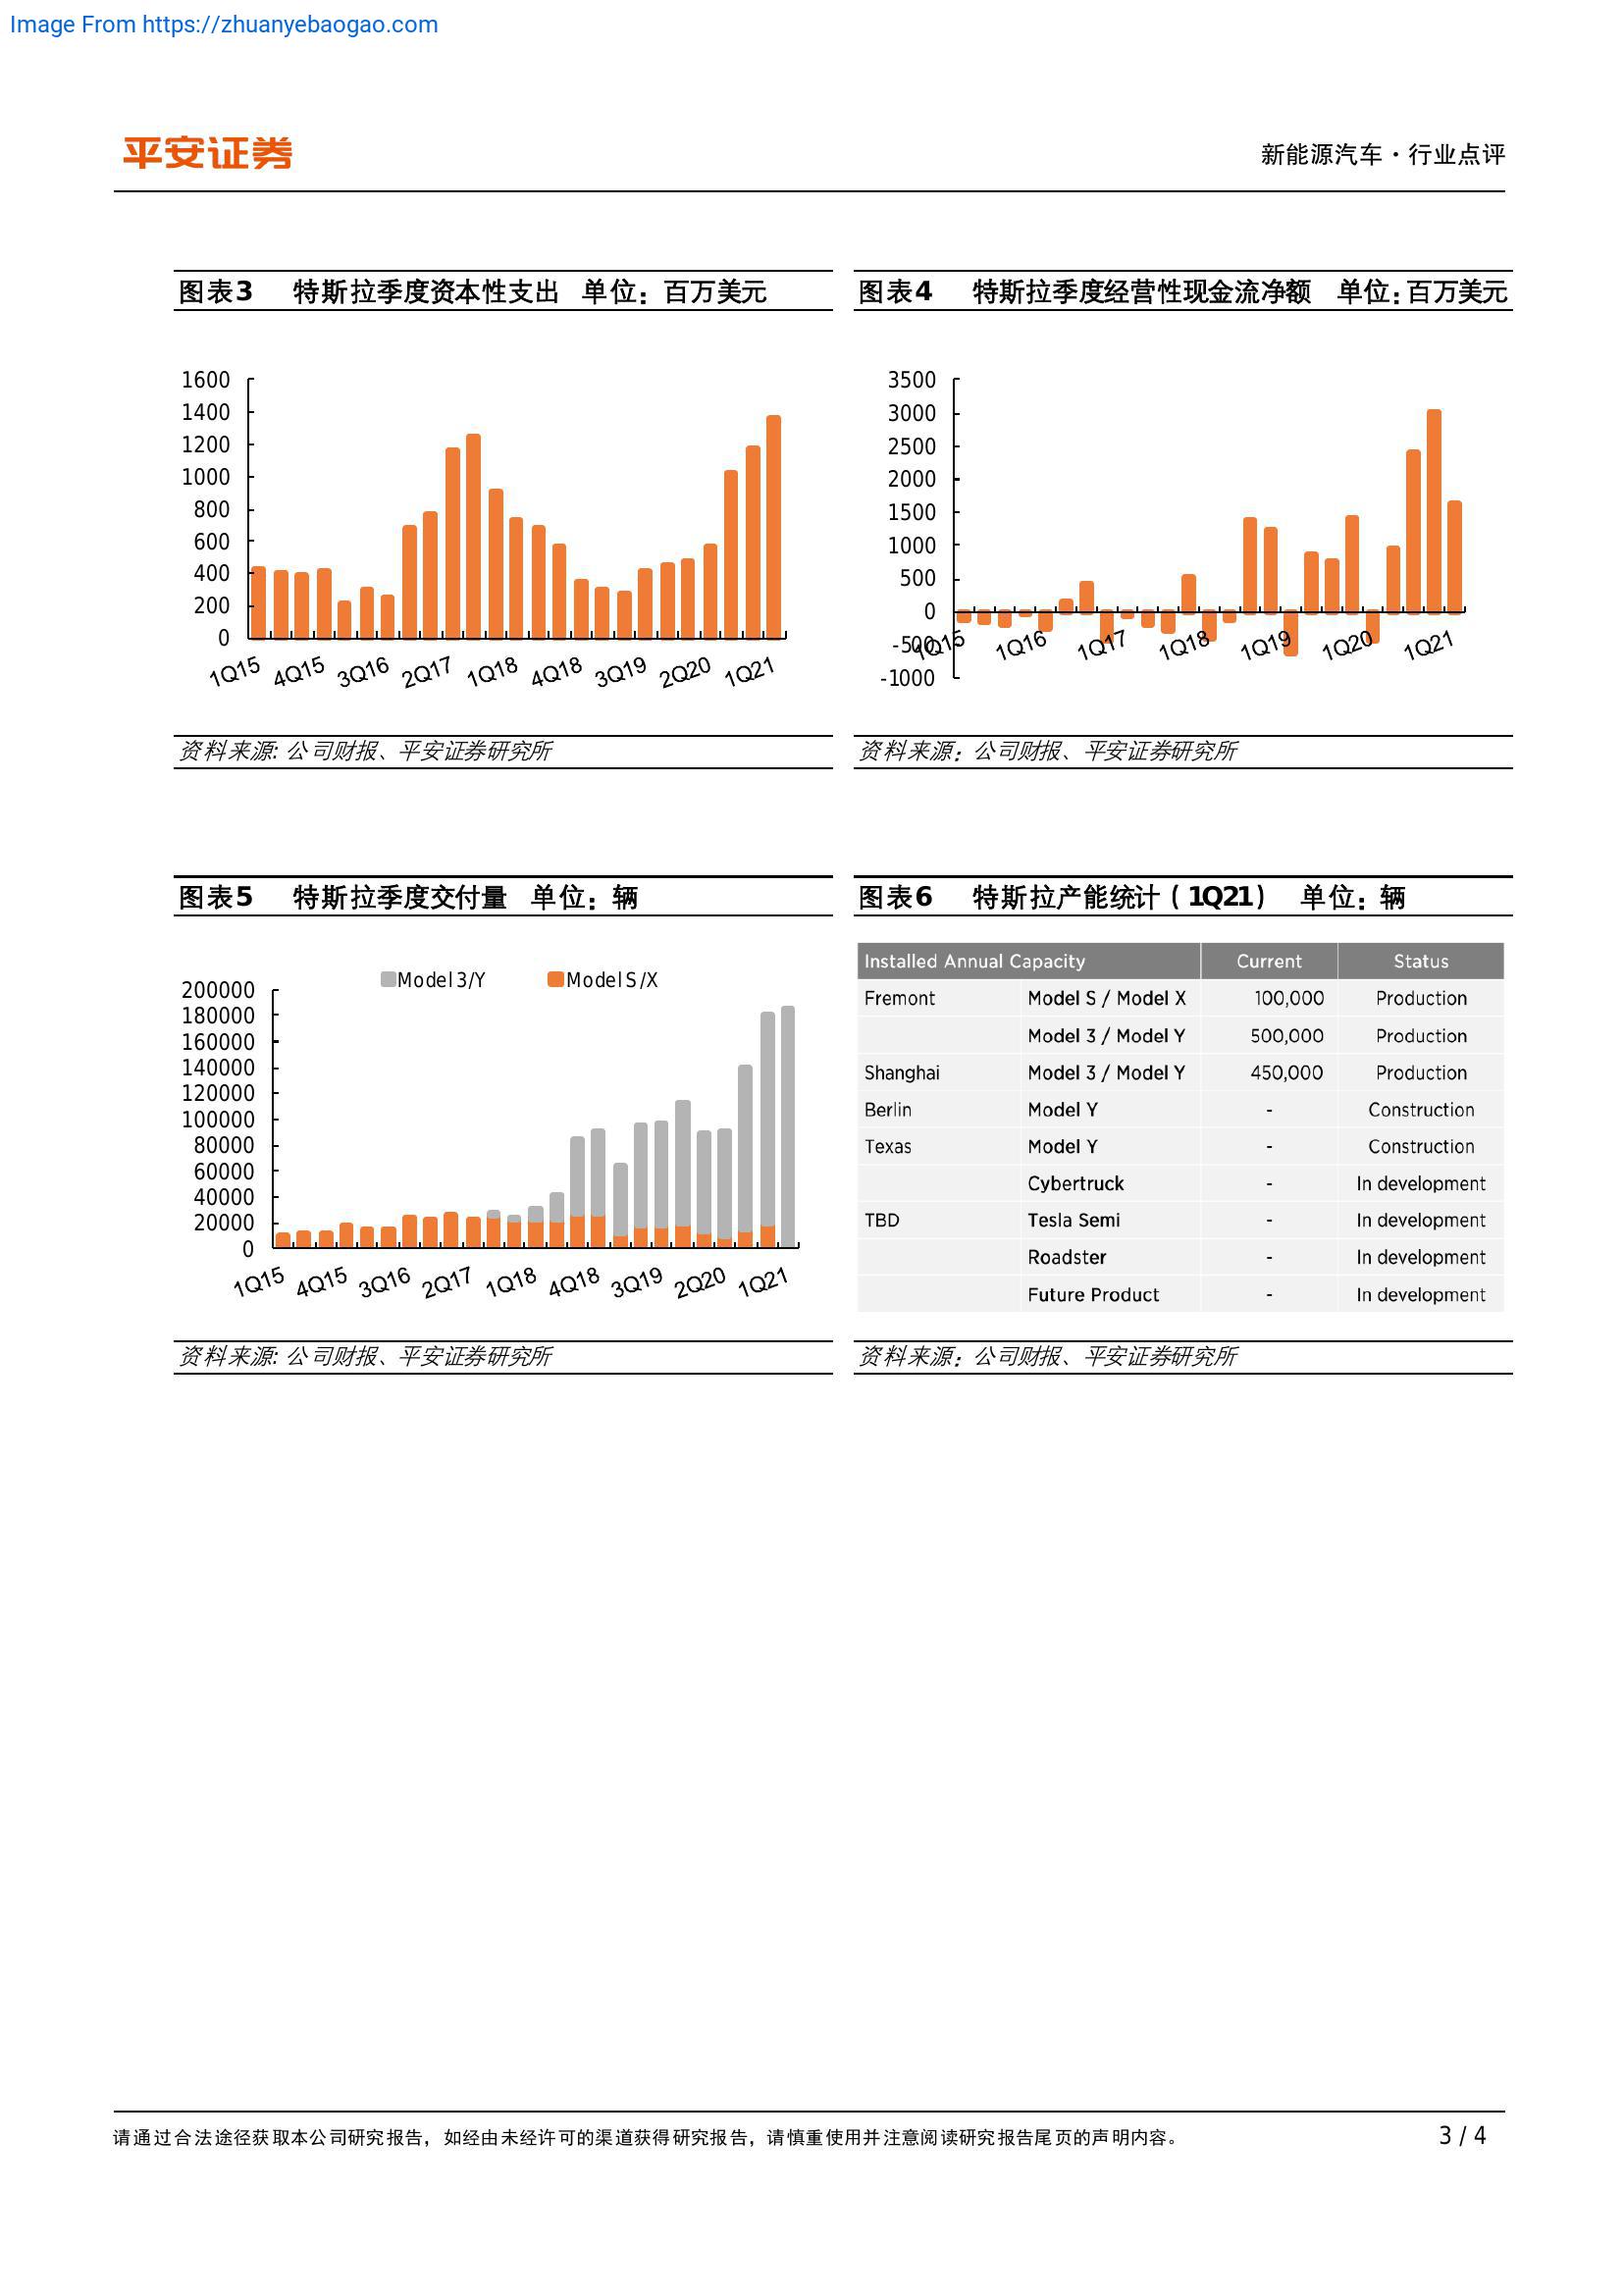 Image From https://zhuanyebaogao.com
平安证券
新能源汽车·行业点评
图表3 特斯拉季度资本性支出 单位：百万美元
1600
1400
1200
1000
800
600
400
200
0
1Q15 4Q15 3Q16 2Q17 1Q18 4Q18 3Q19 2Q20 1Q21
资料来源:公司财报、平安证券研究所
图表4 特斯拉季度经营性现金流净额 单位：百万美元
3500
3000
2500
2000
1500
1000
500
0
-500
-1000
1Q15 1Q16 1Q17 1Q18 1Q19 1Q20 1Q21
资料来源：公司财报、平安证券研究所
图表5 特斯拉季度交付量 单位：辆
Model 3/Y Model S/X
200000
180000
160000
140000
120000
100000
80000
60000
40000
20000
0
1Q15 4Q15 3Q16 2Q17 1Q18 4Q18 3Q19 2Q20 1Q21
资料来源:公司财报、平安证券研究所
图表6 特斯拉产能统计（1Q21） 单位：辆
Installed Annual Capacity Current Status
Fremont Model S / Model X 100,000 Production
Model 3 / Model Y 500,000 Production
Shanghai Model 3 / Model Y 450,000 Production
Berlin Model Y - Construction
Texas Model Y - Construction
Cybertruck - In development
TBD Tesla Semi - In development
Roadster - In development
Future Product - In development
资料来源：公司财报、平安证券研究所
请通过合法途径获取本公司研究报告，如经由未经许可的渠道获得研究报告，请慎重使用并注意阅读研究报告尾页的声明内容。
3 / 4